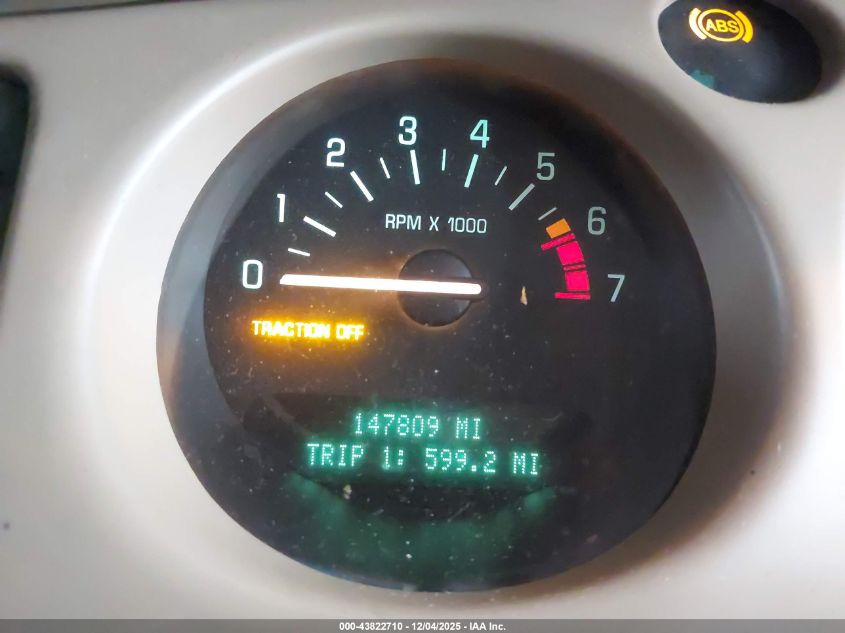 ABS
0
1
2
3
4
5
6
7
RPM X 1000
TRACTION OFF
147809 MI
TRIP 1: 599.2 MI
000-43822710 - 12/04/2025 - IAA Inc.